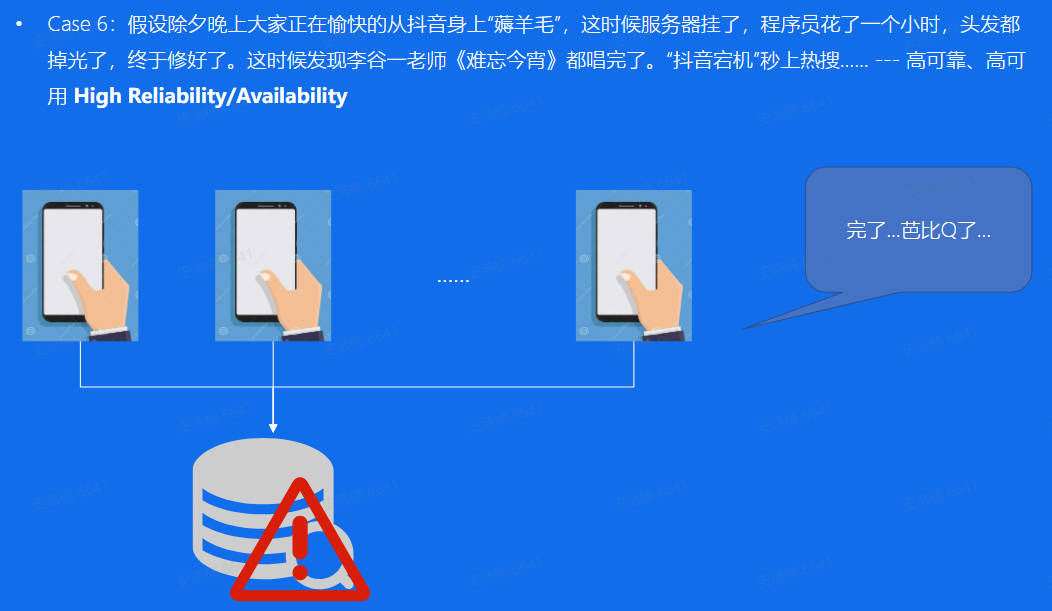 • Case 6：假设除夕晚上大家正在愉快的从抖音身上“薅羊毛”，这时候服务器挂了，程序员花了一个小时，头发都
掉光了，终于修好了。这时候发现李谷一老师《难忘今宵》都唱完了。“抖音宕机”秒上热搜...... --- 高可靠、高可
用 High Reliability/Availability
完了...芭比Q了...
......